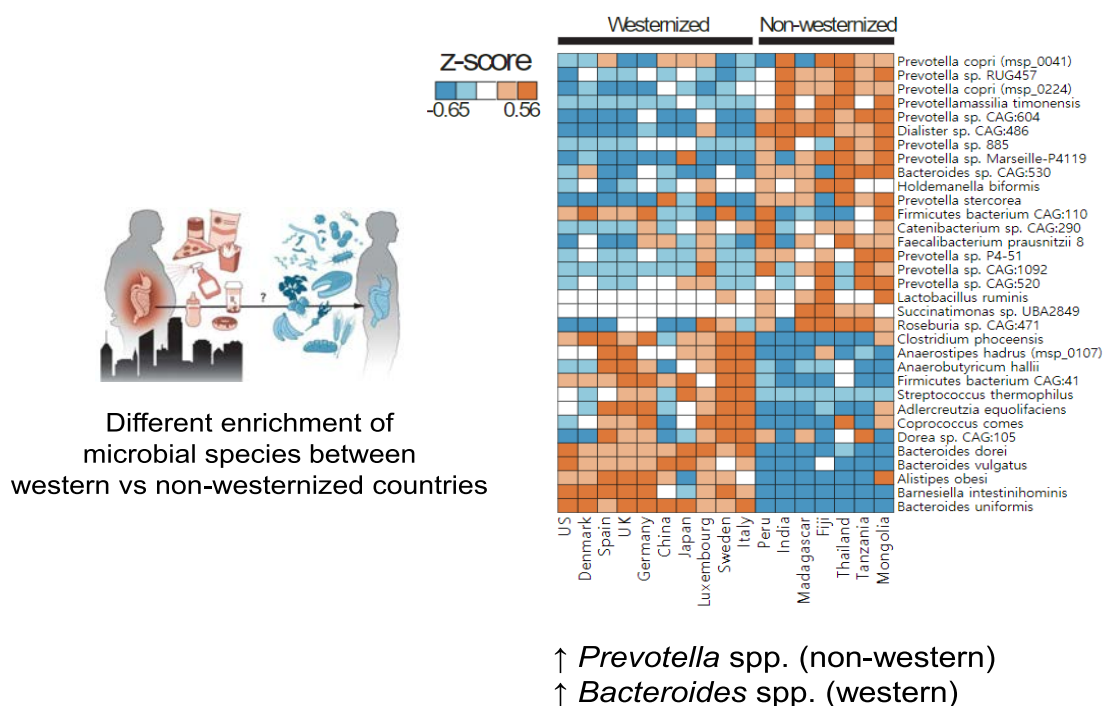 Westernized
Non-westernized
z-score
-0.65
0.56
Prevotella copri (msp_0041)
Prevotella sp. RUG457
Prevotella copri (msp_0224)
Prevotellamassilia timonensis
Prevotella sp. CAG:604
Dialister sp. CAG:486
Prevotella sp. 885
Prevotella sp. Marseille-P4119
Bacteroides sp. CAG:530
Holdemanella biformis
Prevotella stercorea
Firmicutes bacterium CAG:110
Catenibacterium sp. CAG:290
Faecalibacterium prausnitzii 8
Prevotella sp. P4-51
Prevotella sp. CAG:1092
Prevotella sp. CAG:520
Lactobacillus ruminis
Succinatimonas sp. UBA2849
Roseburia sp. CAG:471
Clostridium phoceensis
Anaerostipes hadrus (msp_0107)
Anaerobutyricum hallii
Firmicutes bacterium CAG:41
Streptococcus thermophilus
Adlercreutzia equolifaciens
Coprococcus comes
Dorea sp. CAG:105
Bacteroides dorei
Bacteroides vulgatus
Alistipes obesi
Barnesiella intestinihominis
Bacteroides uniformis
US
Denmark
Spain
UK
Germany
China
Japan
Luxembourg
Sweden
Italy
Peru
India
Madagascar
Fiji
Thailand
Tanzania
Mongolia
?
Different enrichment of
microbial species between
western vs non-westernized countries
↑ Prevotella spp. (non-western)
↑ Bacteroides spp. (western)